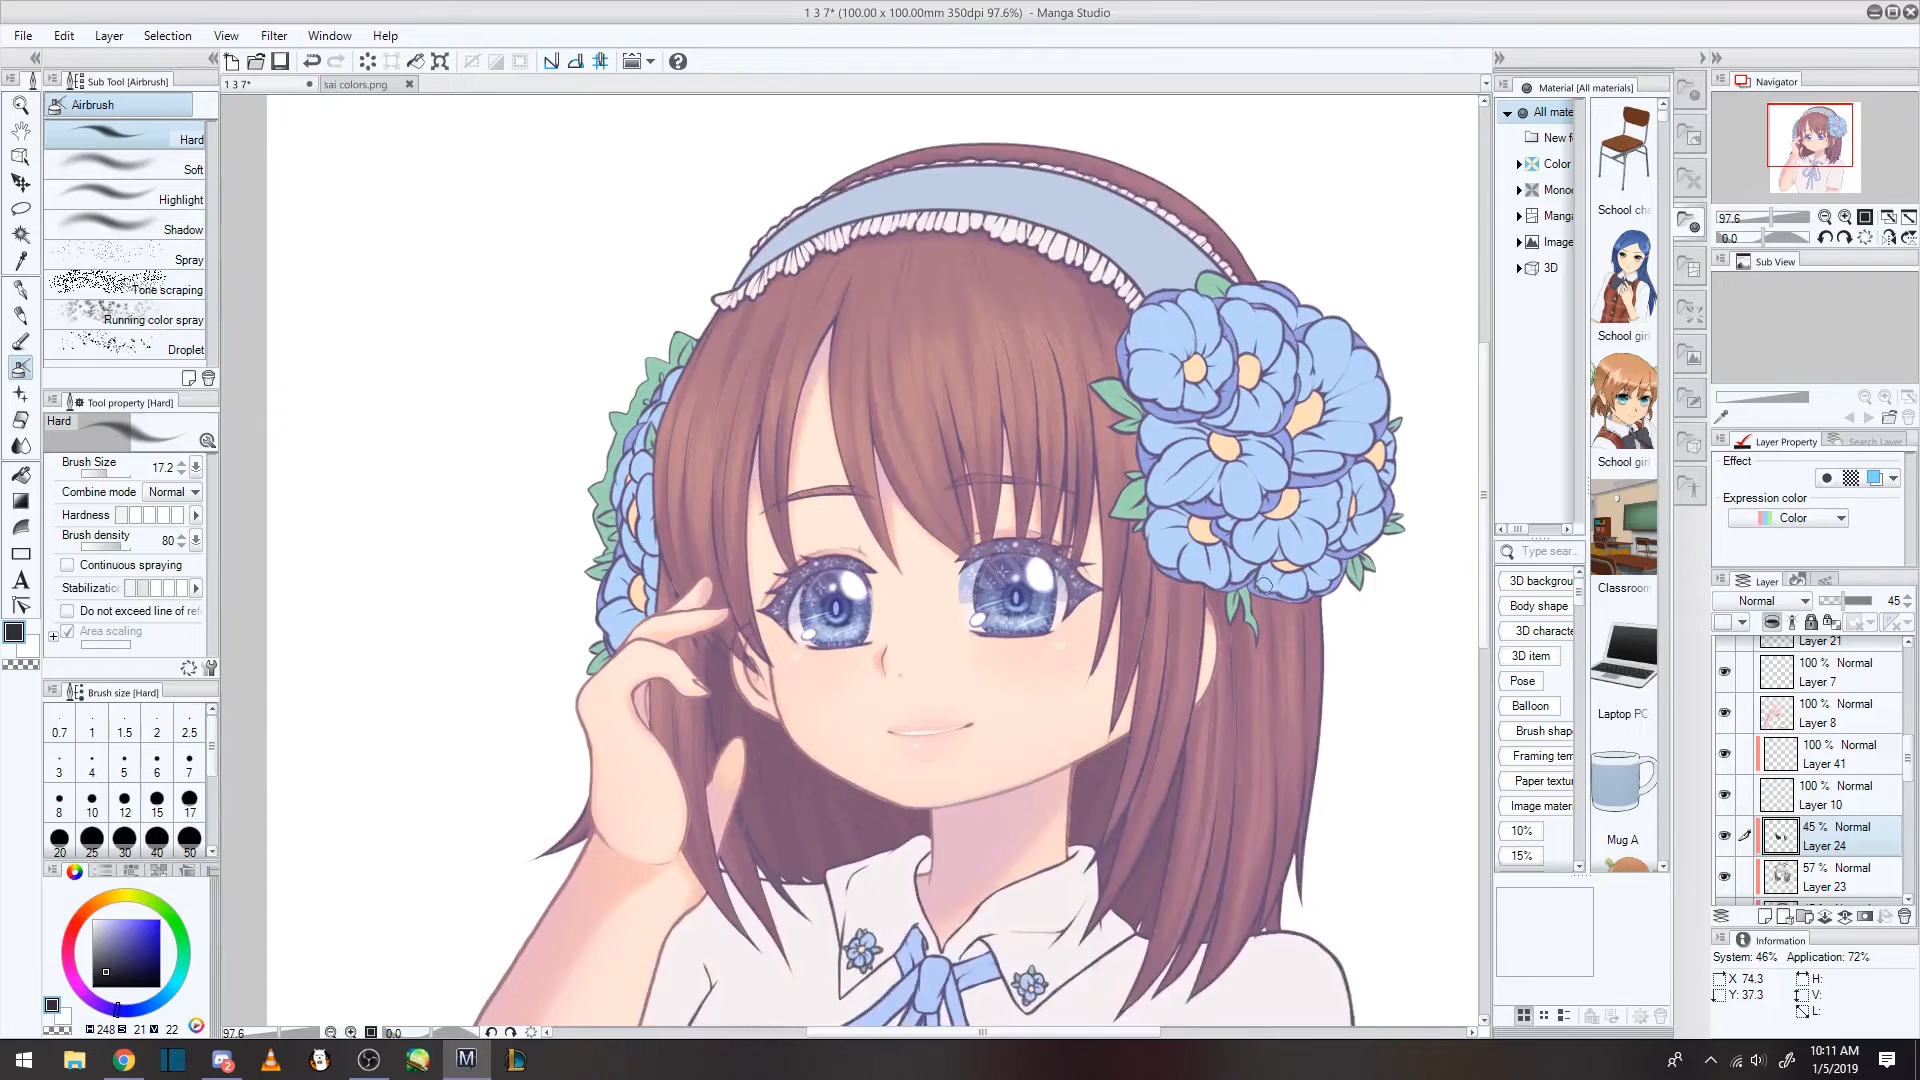 1 3 7* (100.00 x 100.00mm 350dpi 97.6%) - Manga Studio
File Edit Layer Selection View Filter Window Help
Sub Tool [Airbrush]
Airbrush
Hard
Soft
Highlight
Shadow
Spray
Tone scraping
Running color spray
Droplet
Tool property [Hard]
Hard
Brush Size 17.2
Combine mode Normal
Hardness
Brush density 80
Continuous spraying
Stabilizatio
Do not exceed line of ref
Area scaling
Brush size [Hard]
0.7 1 1.5 2 2.5
3 4 5 6 7
8 10 12 15 17
20 25 30 40 50
H 248 S 21 V 22
1 3 7*
sai colors.png
97.6 0.0
Material [All materials]
All mate
New f
Color
Mono
Manga
Image
3D
Type sear...
3D backgrou
Body shape
3D characte
3D item
Pose
Balloon
Brush shap
Framing tem
Paper textur
Image mater
10%
15%
School cha
School girl
School girl
Classroom
Laptop PC
Mug A
Navigator
97.6
0.0
Sub View
Layer Property Search Layer
Effect
Expression color
Color
Layer
Normal 45
Layer 21
100 % Normal
Layer 7
100 % Normal
Layer 8
100 % Normal
Layer 41
100 % Normal
Layer 10
45 % Normal
Layer 24
57 % Normal
Layer 23
Information
System: 46% Application: 72%
X 74.3 H:
Y: 37.3 V:
L:
2
M
10:11 AM
1/5/2019